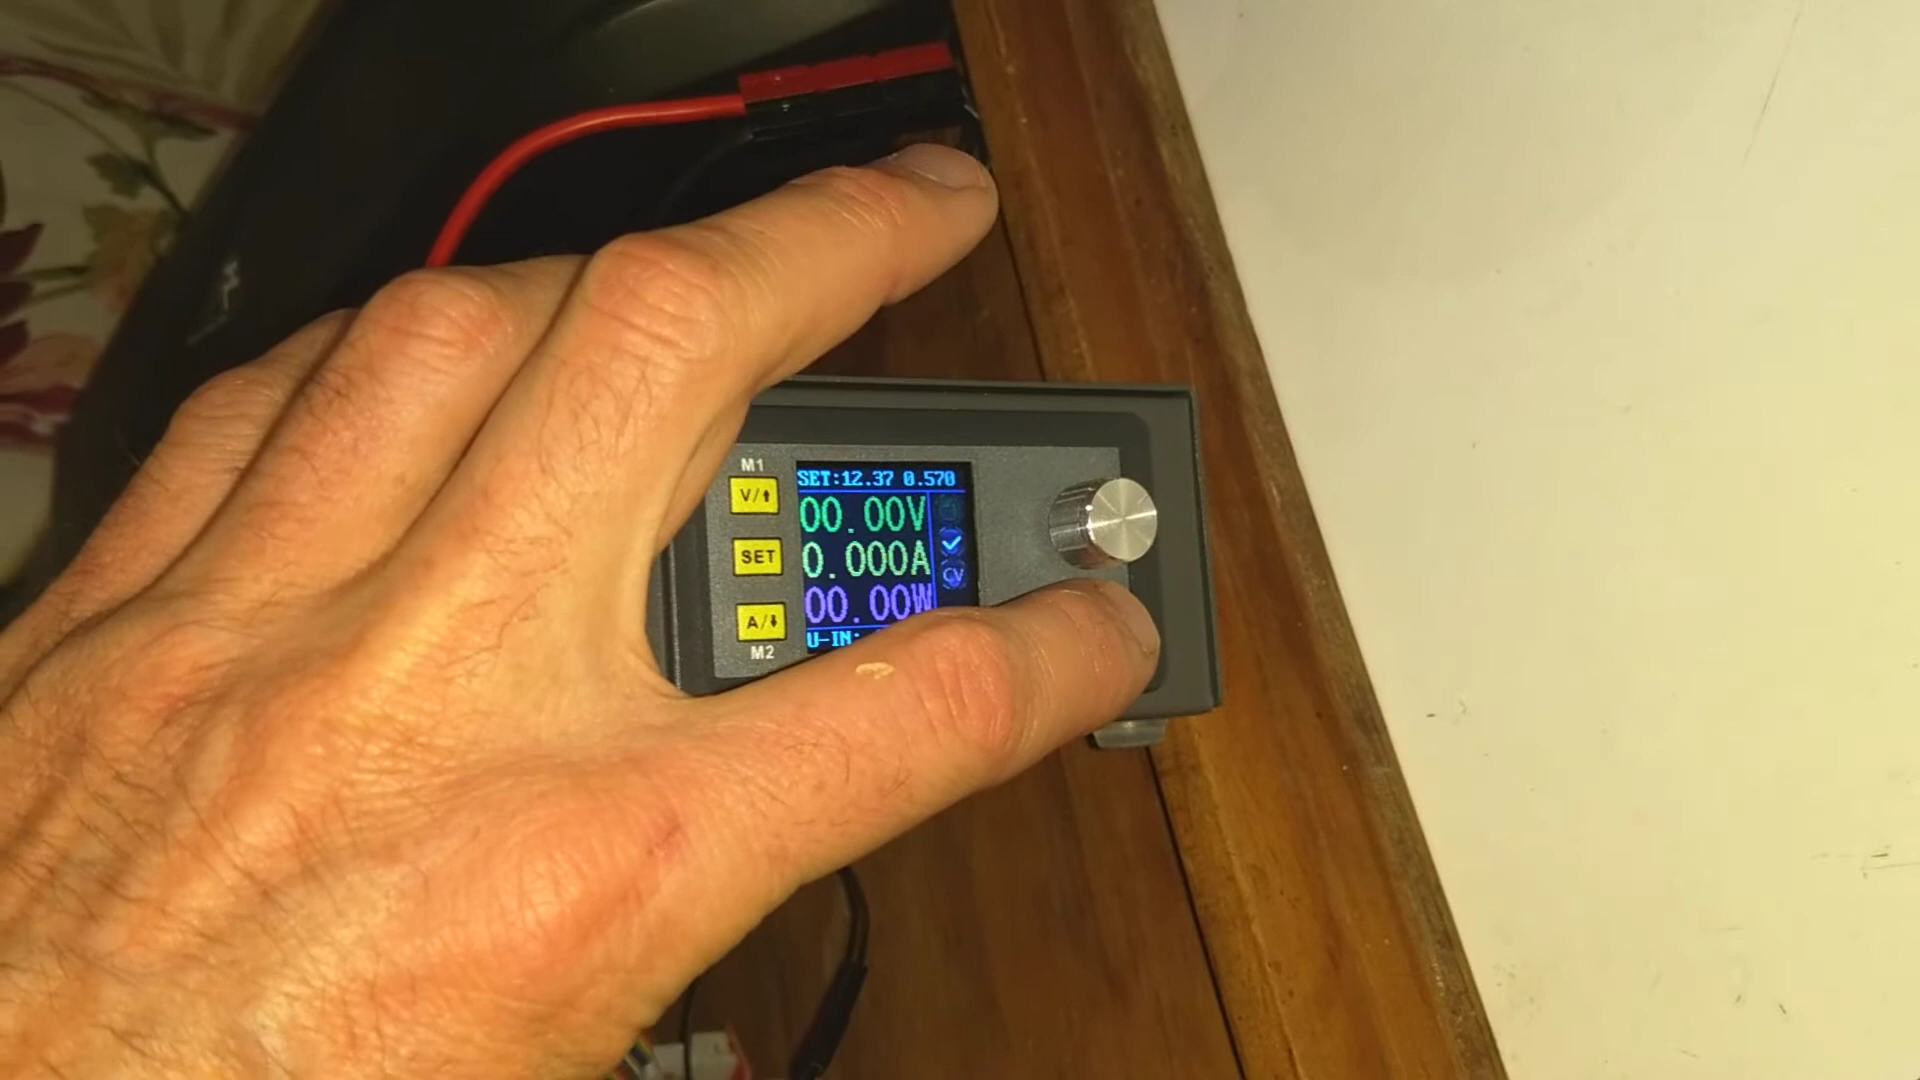 M1
V/↑
SET
A/↓
M2
SET:12.37 0.570
00.00V
0.000A
CV
00.00W
U-IN: